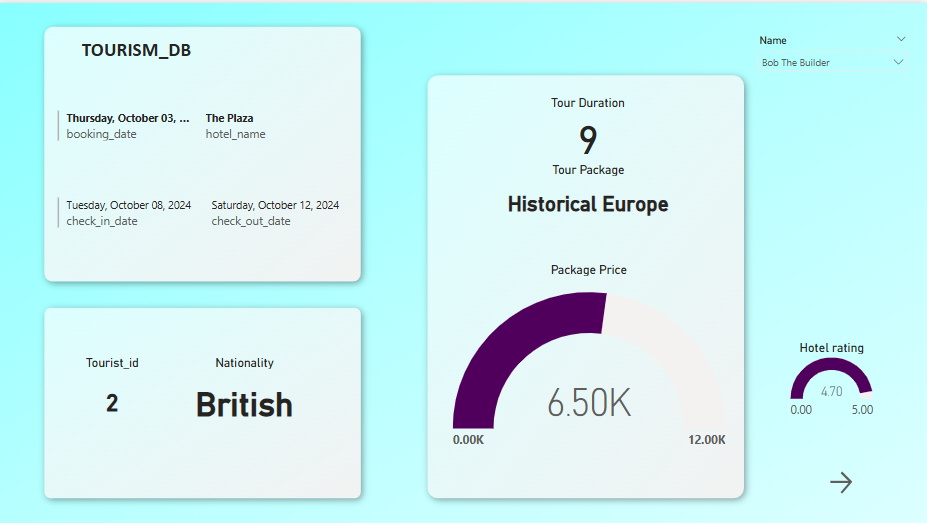 TOURISM_DB
Thursday, October 03, ...
booking_date
The Plaza
hotel_name
Tuesday, October 08, 2024
check_in_date
Saturday, October 12, 2024
check_out_date
Tourist_id
2
Nationality
British
Tour Duration
9
Tour Package
Historical Europe
Package Price
6.50K
0.00K
12.00K
Name
Bob The Builder
Hotel rating
4.70
0.00
5.00